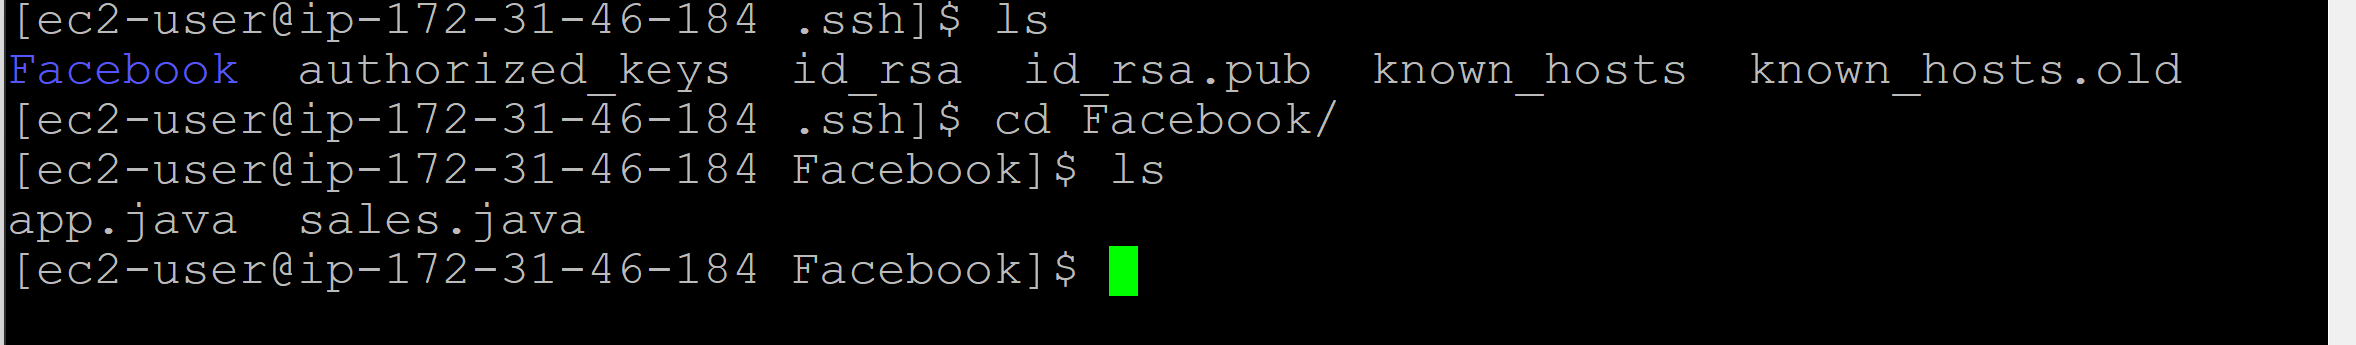 [ec2-user@ip-172-31-46-184 .ssh]$ ls
Facebook  authorized_keys  id_rsa  id_rsa.pub  known_hosts  known_hosts.old
[ec2-user@ip-172-31-46-184 .ssh]$ cd Facebook/
[ec2-user@ip-172-31-46-184 Facebook]$ ls
app.java  sales.java
[ec2-user@ip-172-31-46-184 Facebook]$